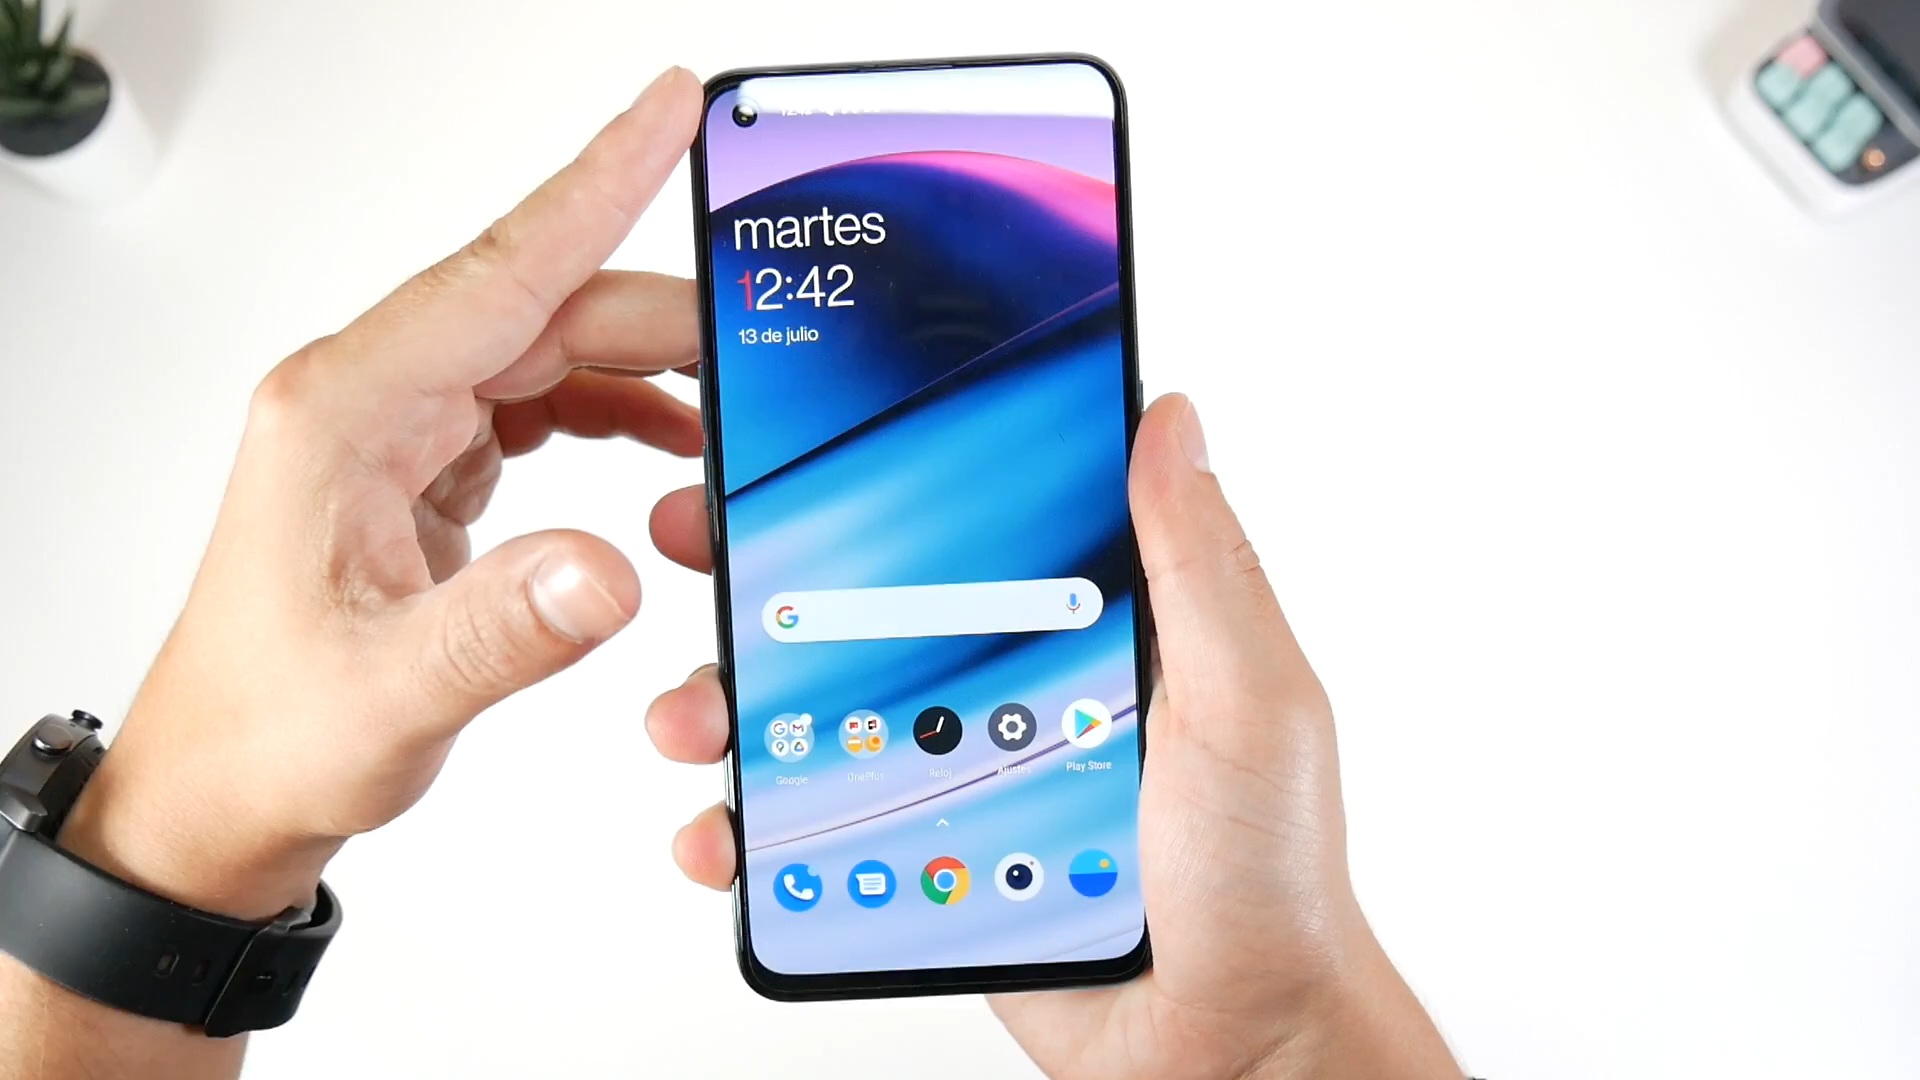 martes
12:42
13 de julio
Google
OnePlus
Reloj
Ajustes
Play Store